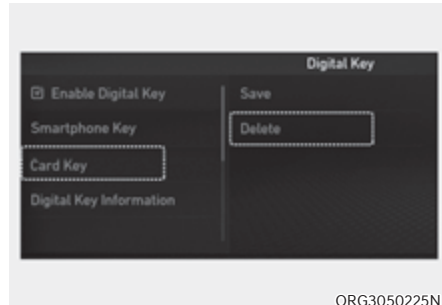 Digital Key
Enable Digital Key
Save
Smartphone Key
Delete
Card Key
Digital Key Information
ORG3050225N